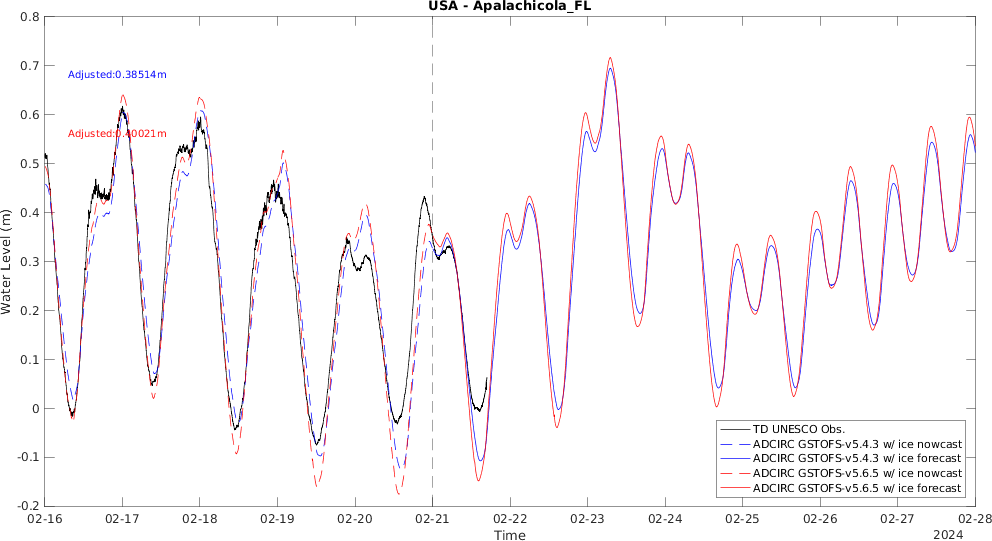 USA - Apalachicola_FL
0.8
0.7
0.6
0.5
0.4
0.3
0.2
0.1
0
-0.1
-0.2
Water Level (m)
Adjusted:0.38514m
Adjusted:0.40021m
TD UNESCO Obs.
ADCIRC GSTOFS-v5.4.3 w/ ice nowcast
ADCIRC GSTOFS-v5.4.3 w/ ice forecast
ADCIRC GSTOFS-v5.6.5 w/ ice nowcast
ADCIRC GSTOFS-v5.6.5 w/ ice forecast
02-16 02-17 02-18 02-19 02-20 02-21 02-22 02-23 02-24 02-25 02-26 02-27 02-28
Time
2024